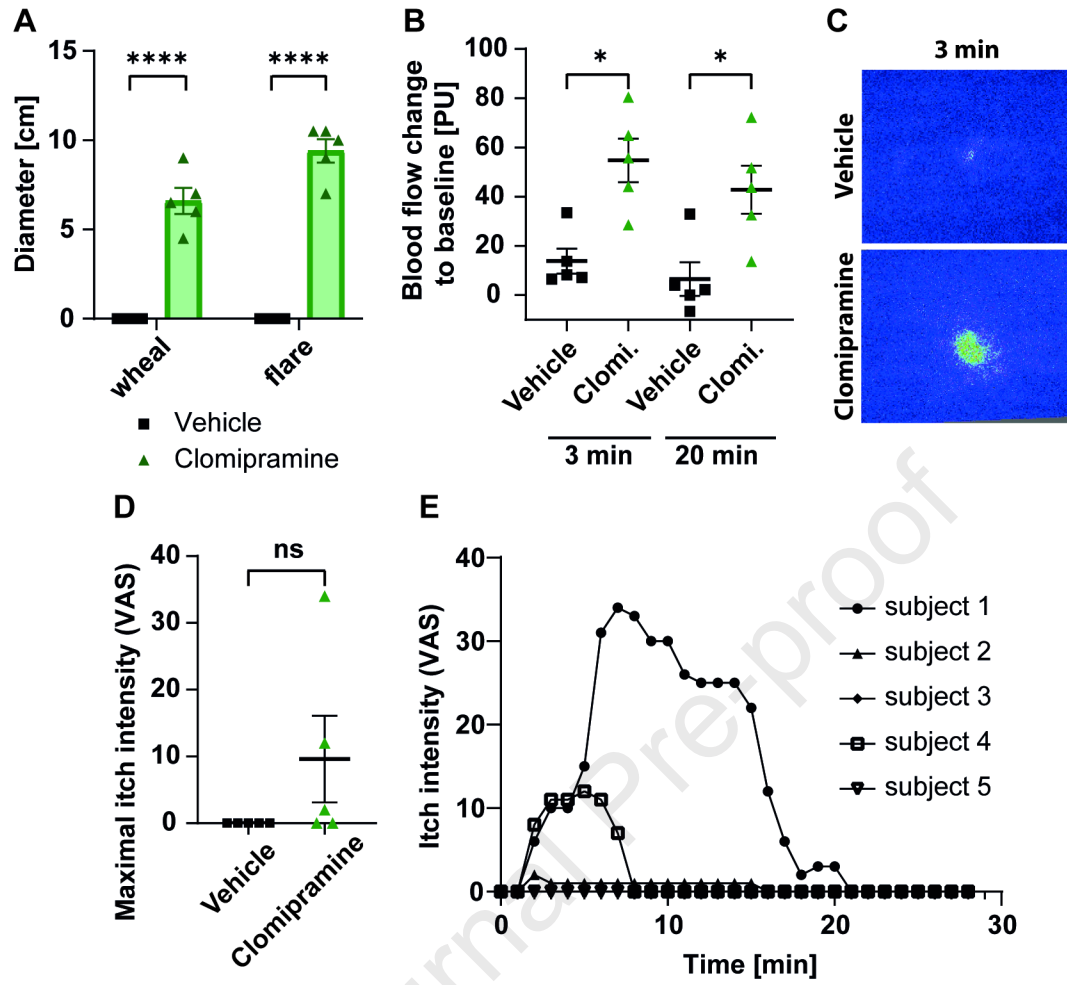 A
Diameter [cm]
15
10
5
0
****
****
wheal
flare
Vehicle
Clomipramine
B
Blood flow change
to baseline [PU]
100
80
60
40
20
0
*
*
Vehicle
Clomi.
Vehicle
Clomi.
3 min
20 min
C
3 min
Vehicle
Clomipramine
D
Maximal itch intensity (VAS)
40
30
20
10
0
ns
Vehicle
Clomipramine
E
Itch intensity (VAS)
40
30
20
10
0
0
10
20
30
Time [min]
subject 1
subject 2
subject 3
subject 4
subject 5
rnal Pre-proof